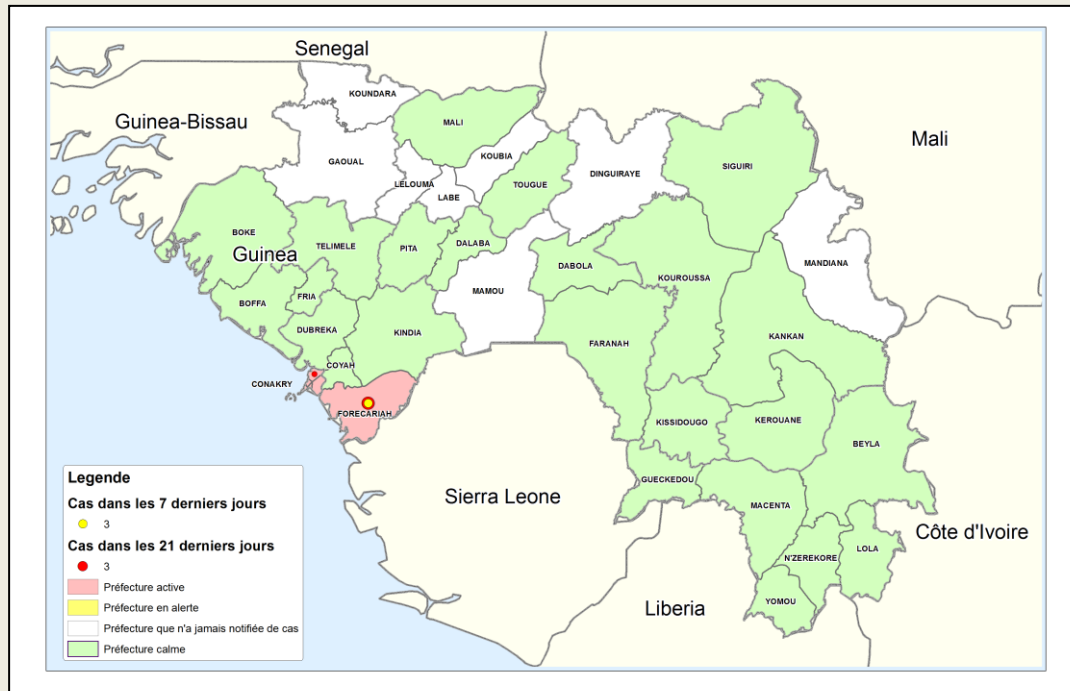 Senegal
KOUNDARA
Guinea-Bissau
MALI
Mali
KOUBIA
GAOUAL
SIGUIRI
DINGUIRAYE
LELOUMA
TOUGUE
LABE
BOKE
TELIMELE
PITA
DALABA
Guinea
MANDIANA
DABOLA
KOUROUSSA
MAMOU
FRIA
BOFFA
DUBREKA
KINDIA
KANKAN
FARANAH
COYAH
CONAKRY
FORECARIAH
KISSIDOUGO
KEROUANE
BEYLA
GUECKEDOU
Sierra Leone
MACENTA
Côte d'Ivoire
LOLA
N'ZEREKORE
YOMOU
Liberia
Legende
Cas dans les 7 derniers jours
3
Cas dans les 21 derniers jours
3
Préfecture active
Préfecture en alerte
Préfecture que n'a jamais notifiée de cas
Préfecture calme